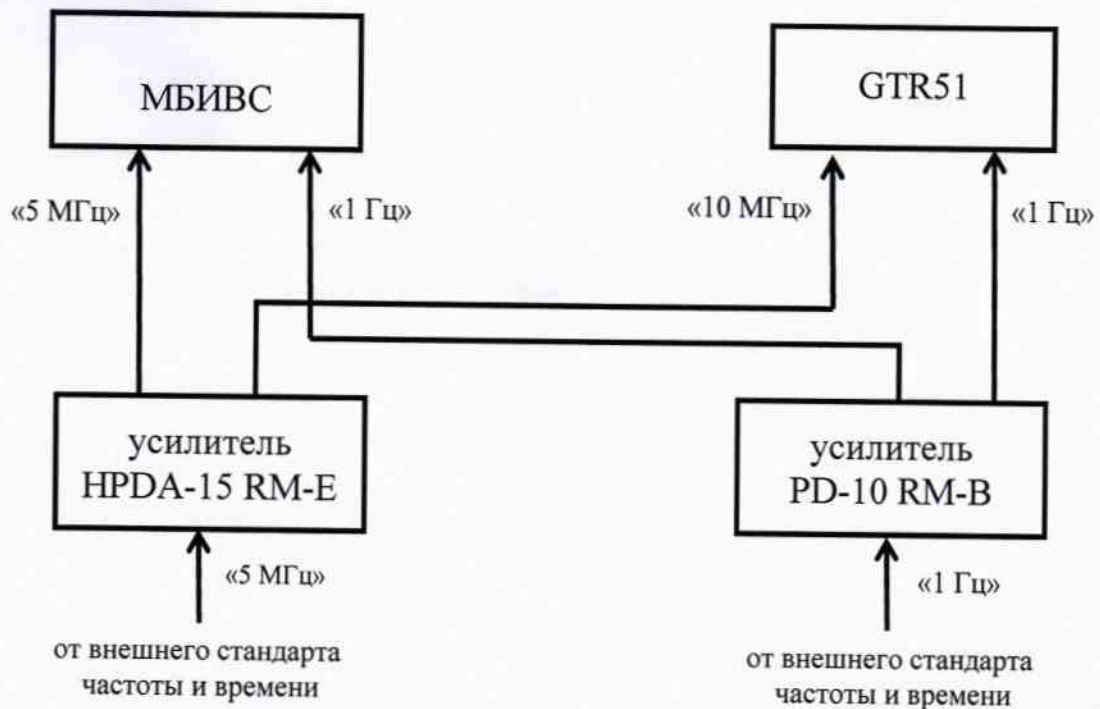 МБИВС
GTR51
«5 МГц»
«1 Гц»
«10 МГц»
«1 Гц»
усилитель
HPDA-15 RM-E
усилитель
PD-10 RM-B
«5 МГц»
«1 Гц»
от внешнего стандарта
частоты и времени
от внешнего стандарта
частоты и времени